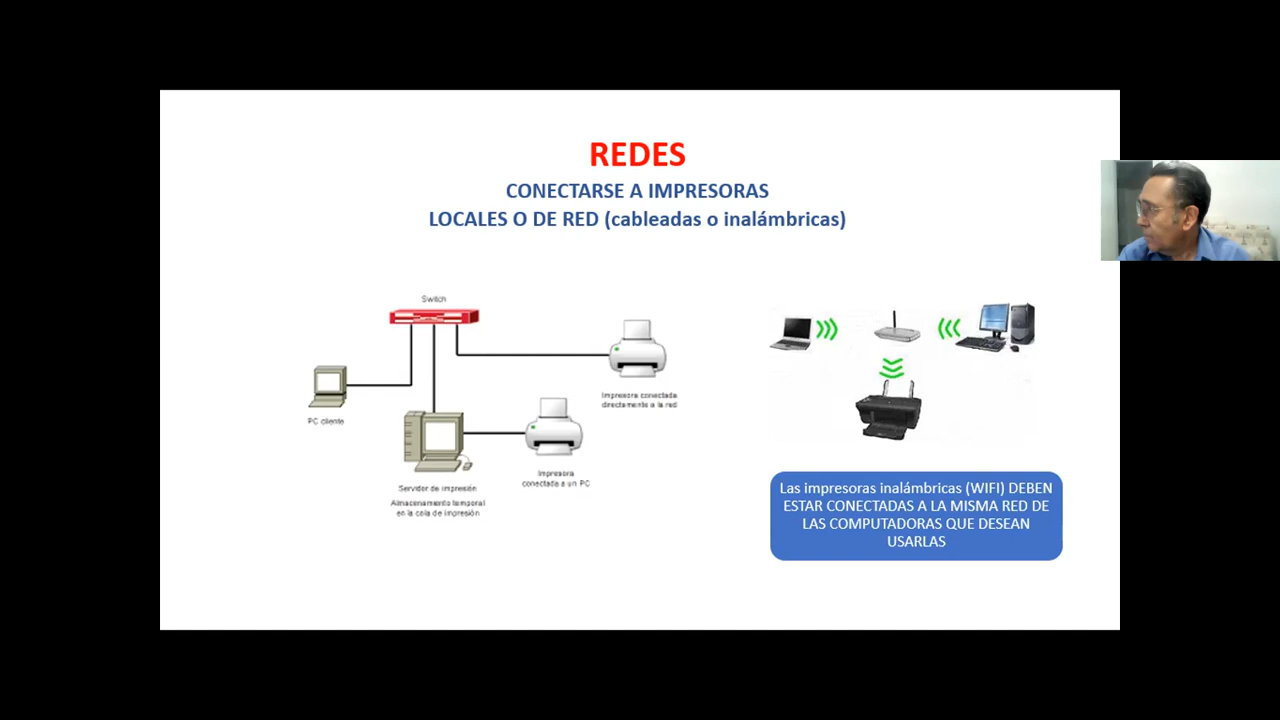 REDES
CONECTARSE A IMPRESORAS
LOCALES O DE RED (cableadas o inalámbricas)
Switch
PC cliente
Servidor de impresión
Almacenamiento temporal
en la cola de impresión
Impresora conectada
directamente a la red
Impresora
conectada a un PC
Las impresoras inalámbricas (WIFI) DEBEN
ESTAR CONECTADAS A LA MISMA RED DE
LAS COMPUTADORAS QUE DESEAN
USARLAS